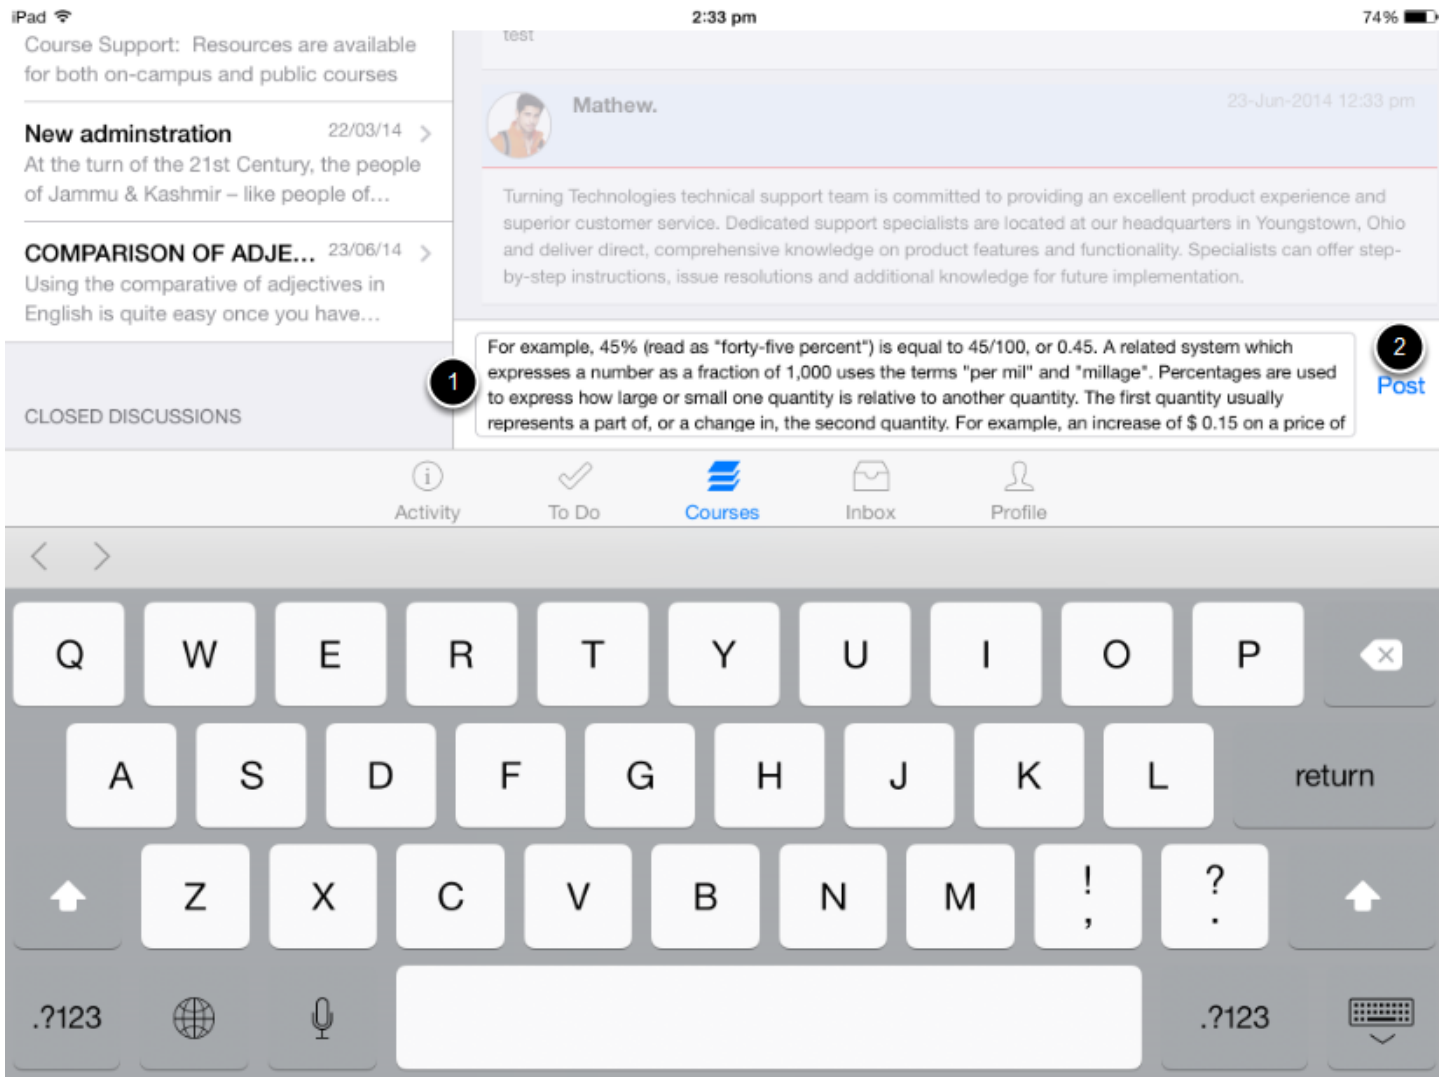 iPad
2:33 pm
74%
Course Support:  Resources are available
for both on-campus and public courses
New adminstration 22/03/14
At the turn of the 21st Century, the people
of Jammu & Kashmir – like people of...
COMPARISON OF ADJE... 23/06/14
Using the comparative of adjectives in
English is quite easy once you have...
CLOSED DISCUSSIONS
test
Mathew. 23-Jun-2014 12:33 pm
Turning Technologies technical support team is committed to providing an excellent product experience and
superior customer service. Dedicated support specialists are located at our headquarters in Youngstown, Ohio
and deliver direct, comprehensive knowledge on product features and functionality. Specialists can offer step-
by-step instructions, issue resolutions and additional knowledge for future implementation.
1
For example, 45% (read as "forty-five percent") is equal to 45/100, or 0.45. A related system which
expresses a number as a fraction of 1,000 uses the terms "per mil" and "millage". Percentages are used
to express how large or small one quantity is relative to another quantity. The first quantity usually
represents a part of, or a change in, the second quantity. For example, an increase of $ 0.15 on a price of
2
Post
Activity To Do Courses Inbox Profile
Q W E R T Y U I O P
A S D F G H J K L return
Z X C V B N M ! , ? .
.?123 .?123